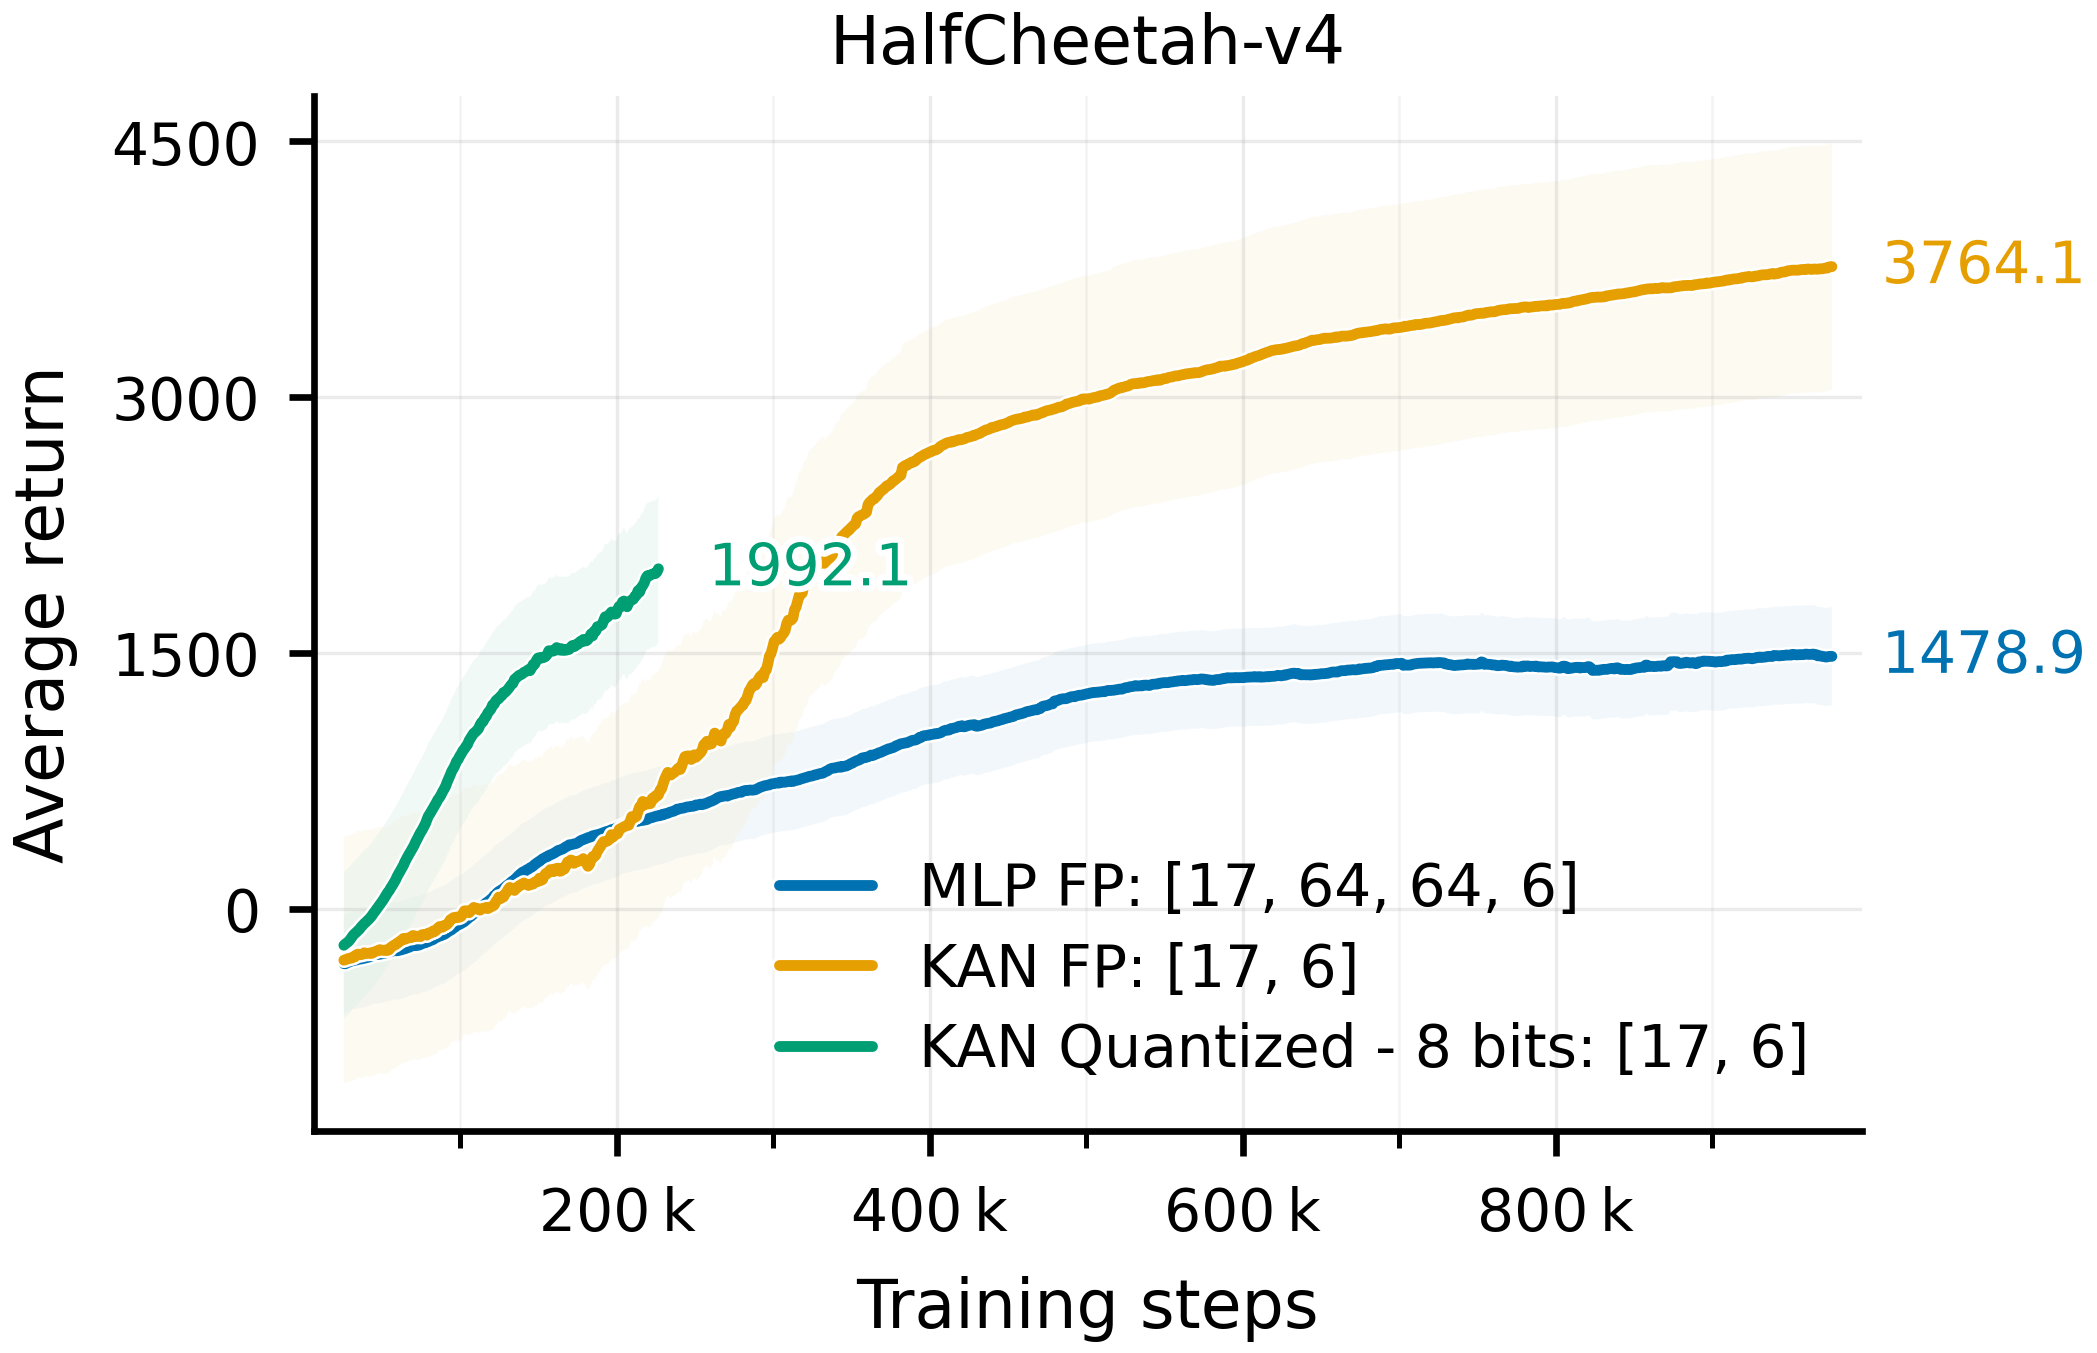 HalfCheetah-v4
Average return
4500
3000
1500
0
3764.1
1992.1
1478.9
MLP FP: [17, 64, 64, 6]
KAN FP: [17, 6]
KAN Quantized - 8 bits: [17, 6]
200 k
400 k
600 k
800 k
Training steps